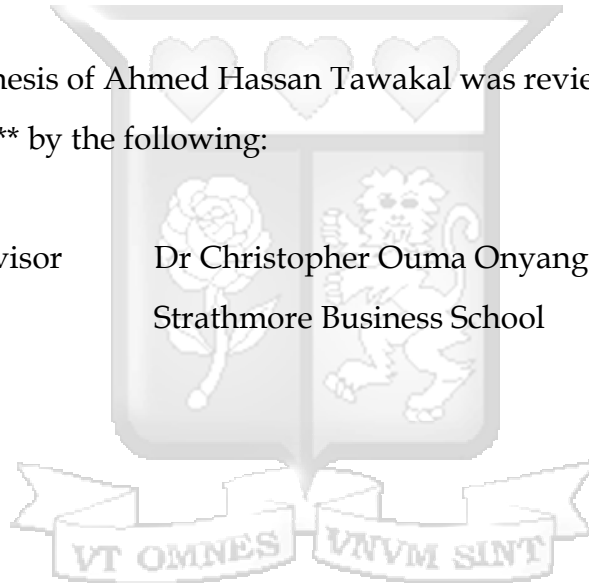 nesis of Ahmed Hassan Tawakal was revie
** by the following:
visor Dr Christopher Ouma Onyang
Strathmore Business School
VT OMNES VNVM SINT